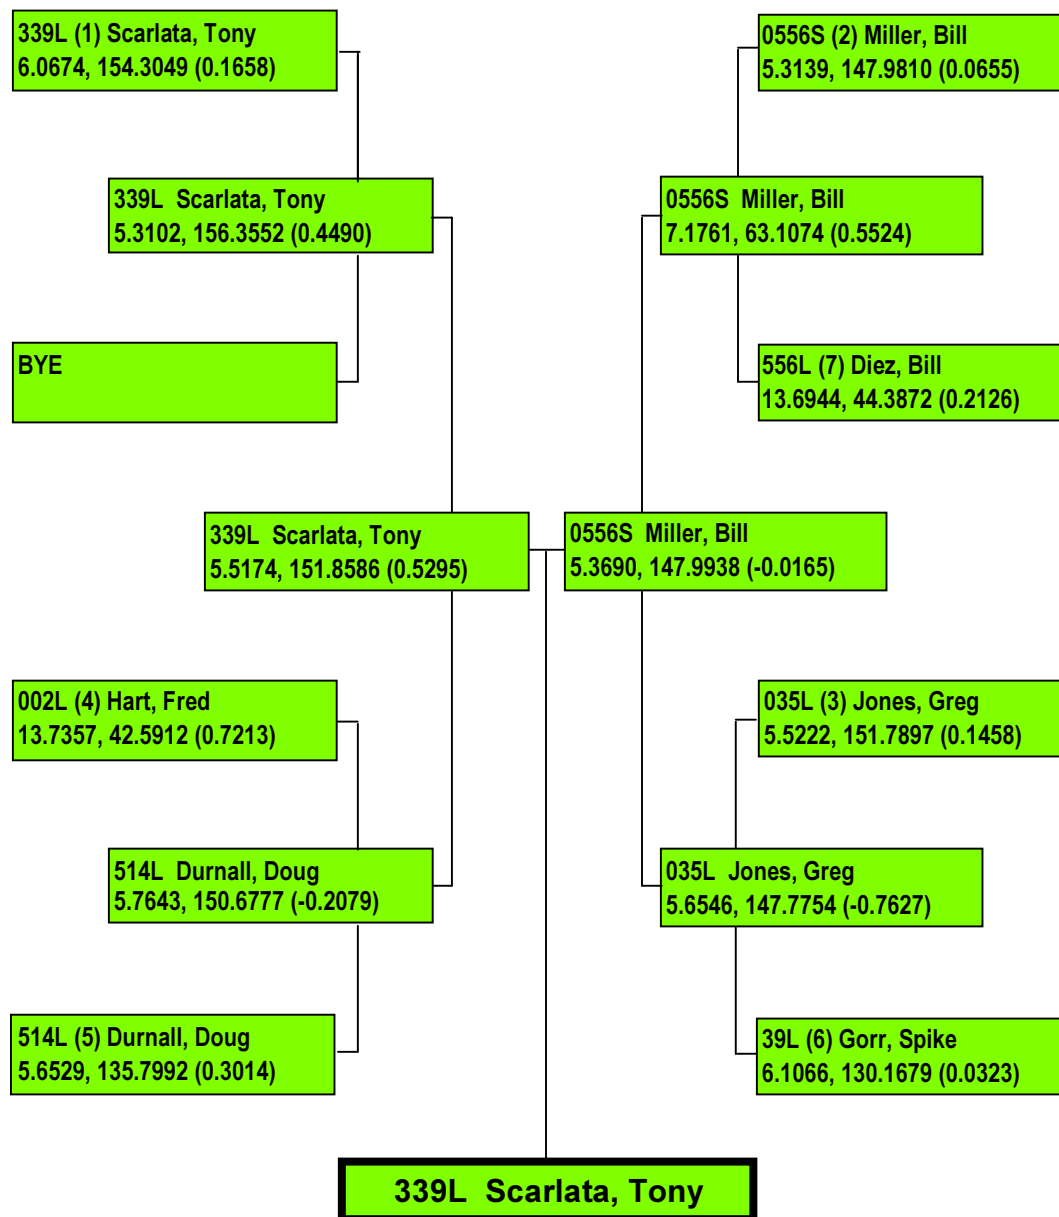 339L (1) Scarlata, Tony
6.0674, 154.3049 (0.1658)
0556S (2) Miller, Bill
5.3139, 147.9810 (0.0655)
339L  Scarlata, Tony
5.3102, 156.3552 (0.4490)
0556S  Miller, Bill
7.1761, 63.1074 (0.5524)
BYE
556L (7) Diez, Bill
13.6944, 44.3872 (0.2126)
339L  Scarlata, Tony
5.5174, 151.8586 (0.5295)
0556S  Miller, Bill
5.3690, 147.9938 (-0.0165)
002L (4) Hart, Fred
13.7357, 42.5912 (0.7213)
035L (3) Jones, Greg
5.5222, 151.7897 (0.1458)
514L  Durnall, Doug
5.7643, 150.6777 (-0.2079)
035L  Jones, Greg
5.6546, 147.7754 (-0.7627)
514L (5) Durnall, Doug
5.6529, 135.7992 (0.3014)
39L (6) Gorr, Spike
6.1066, 130.1679 (0.0323)
339L  Scarlata, Tony